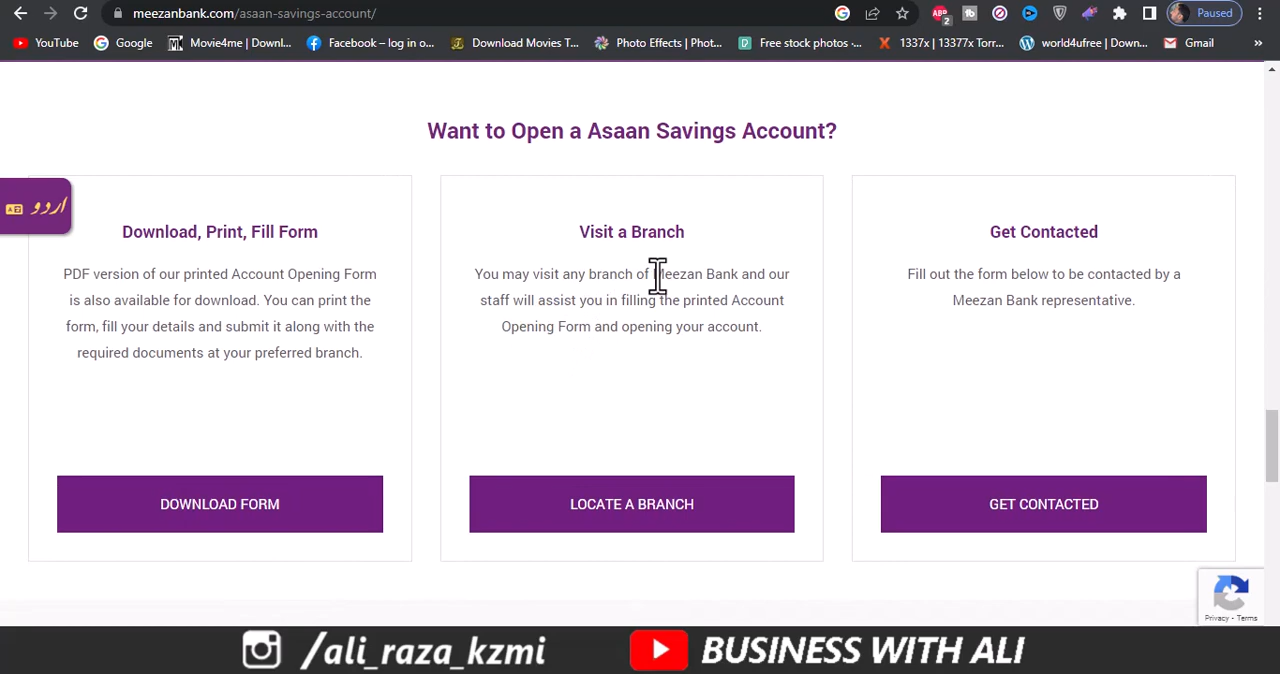 meezanbank.com/asaan-savings-account/
ABP
2
tb
Paused
YouTube
Google
Movie4me | Downl...
Facebook – log in o...
Download Movies T...
Photo Effects | Phot...
Free stock photos -...
1337x | 13377x Torr...
world4ufree | Down...
Gmail
»
Want to Open a Asaan Savings Account?
اردو
Download, Print, Fill Form
PDF version of our printed Account Opening Form
is also available for download. You can print the
form, fill your details and submit it along with the
required documents at your preferred branch.
DOWNLOAD FORM
Visit a Branch
You may visit any branch of Meezan Bank and our
staff will assist you in filling the printed Account
Opening Form and opening your account.
LOCATE A BRANCH
Get Contacted
Fill out the form below to be contacted by a
Meezan Bank representative.
GET CONTACTED
Privacy - Terms
/ali_raza_kzmi
BUSINESS WITH ALI